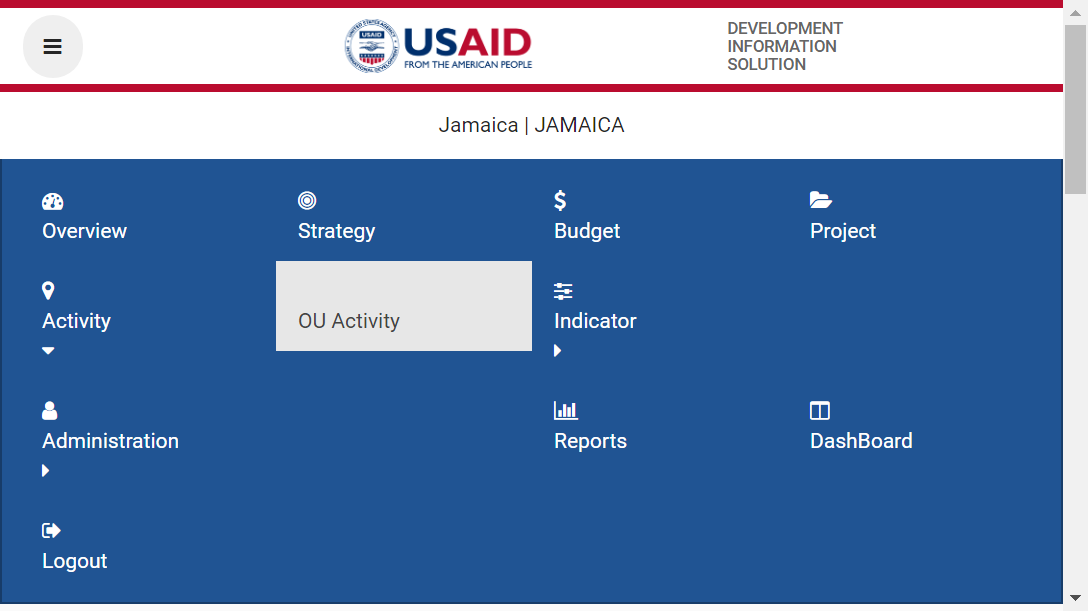 USAID
FROM THE AMERICAN PEOPLE
DEVELOPMENT
INFORMATION
SOLUTION
Jamaica | JAMAICA
Overview
Strategy
Budget
Project
Activity
OU Activity
Indicator
Administration
Reports
DashBoard
Logout